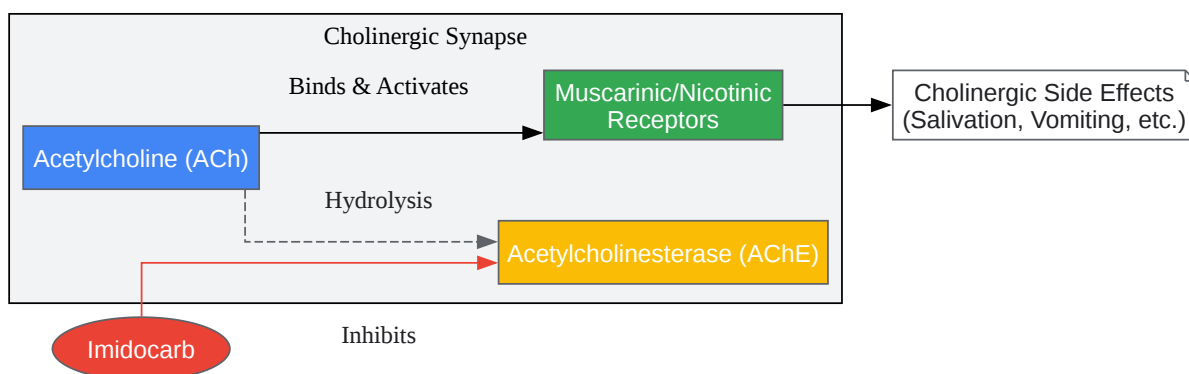 Cholinergic Synapse
Binds & Activates
Muscarinic/Nicotinic
Receptors
Cholinergic Side Effects
(Salivation, Vomiting, etc.)
Acetylcholine (ACh)
Hydrolysis
Acetylcholinesterase (AChE)
Inhibits
Imidocarb